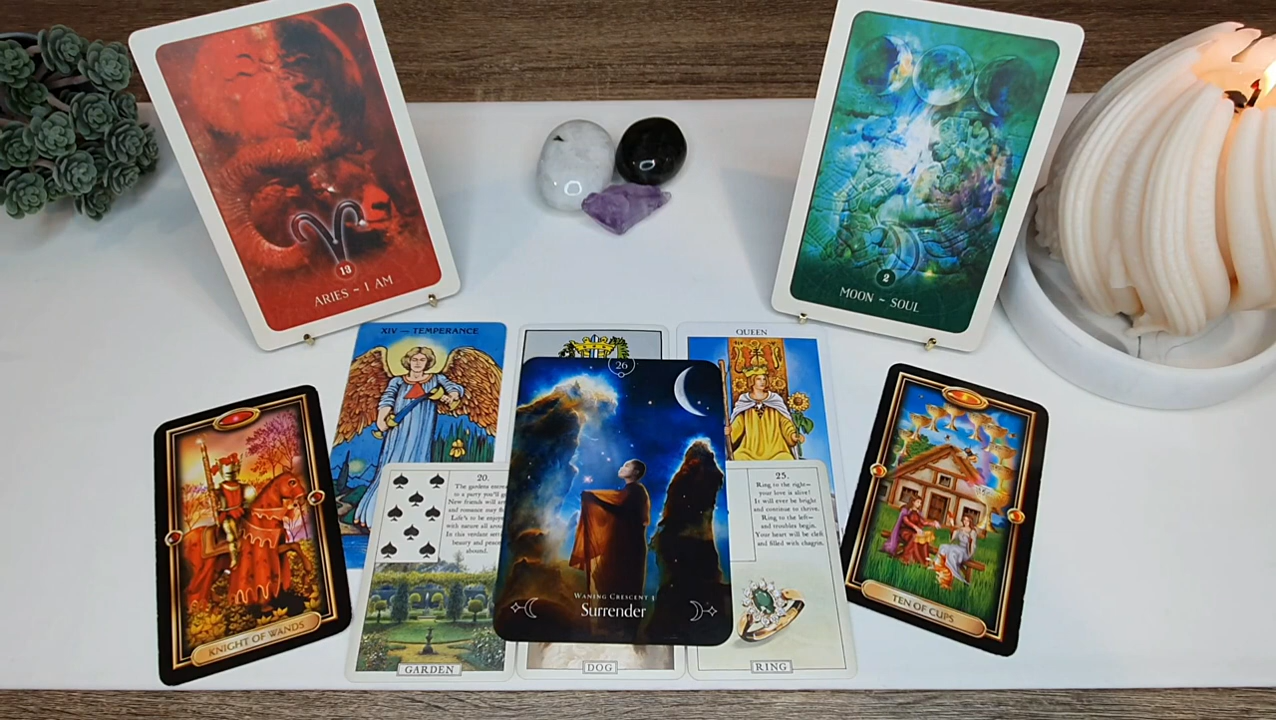 13
ARIES ~ I AM
2
MOON ~ SOUL
XIV — TEMPERANCE
QUEEN
26
WANING CRESCENT
Surrender
KNIGHT OF WANDS
TEN OF CUPS
20.
The gardens
to a party you'll
New friends will
and romance may
Life's to be enjoye
with nature all
In this verdant
beauty and peace
abound.
GARDEN
DOG
25.
Ring to the right—
your love is alive!
It will ever be bright
and continue to thrive.
Ring to the left—
and troubles begin.
Your heart will be cleft
and filled with chagrin.
RING